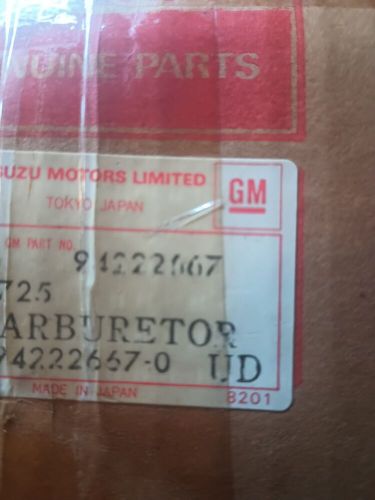 NUINE PARTS
SUZU MOTORS LIMITED
TOKYO JAPAN
GM
GM PART NO.
94222667
725
ARBURETOR
94222667-0 UD
MADE IN JAPAN
8201